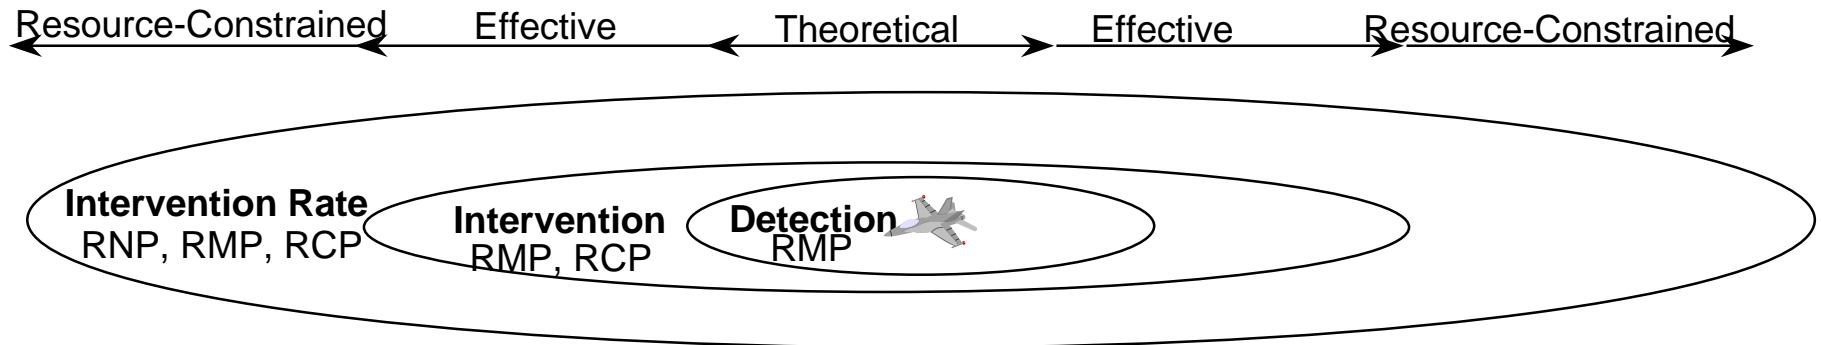 Resource-Constrained Effective Theoretical Effective Resource-Constrained
Intervention Rate
RNP, RMP, RCP
Intervention
RMP, RCP
Detection
RMP